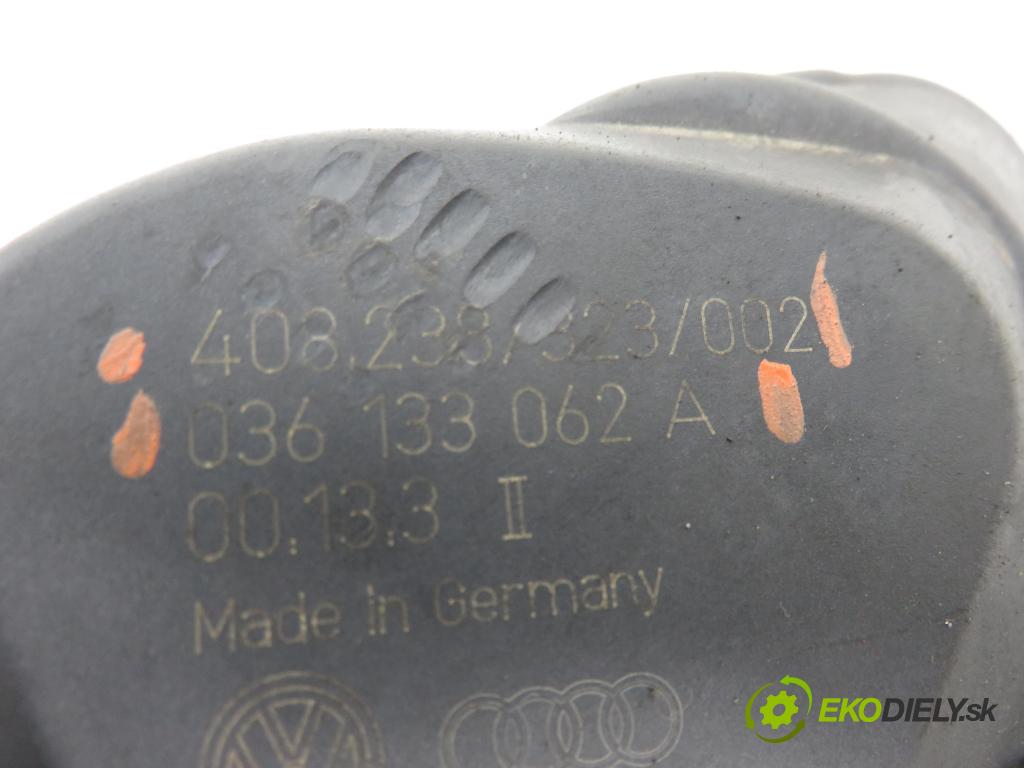 408.238/323/002
036 133 062 A
00.13.3 II
Made in Germany
EKODIELY.sk